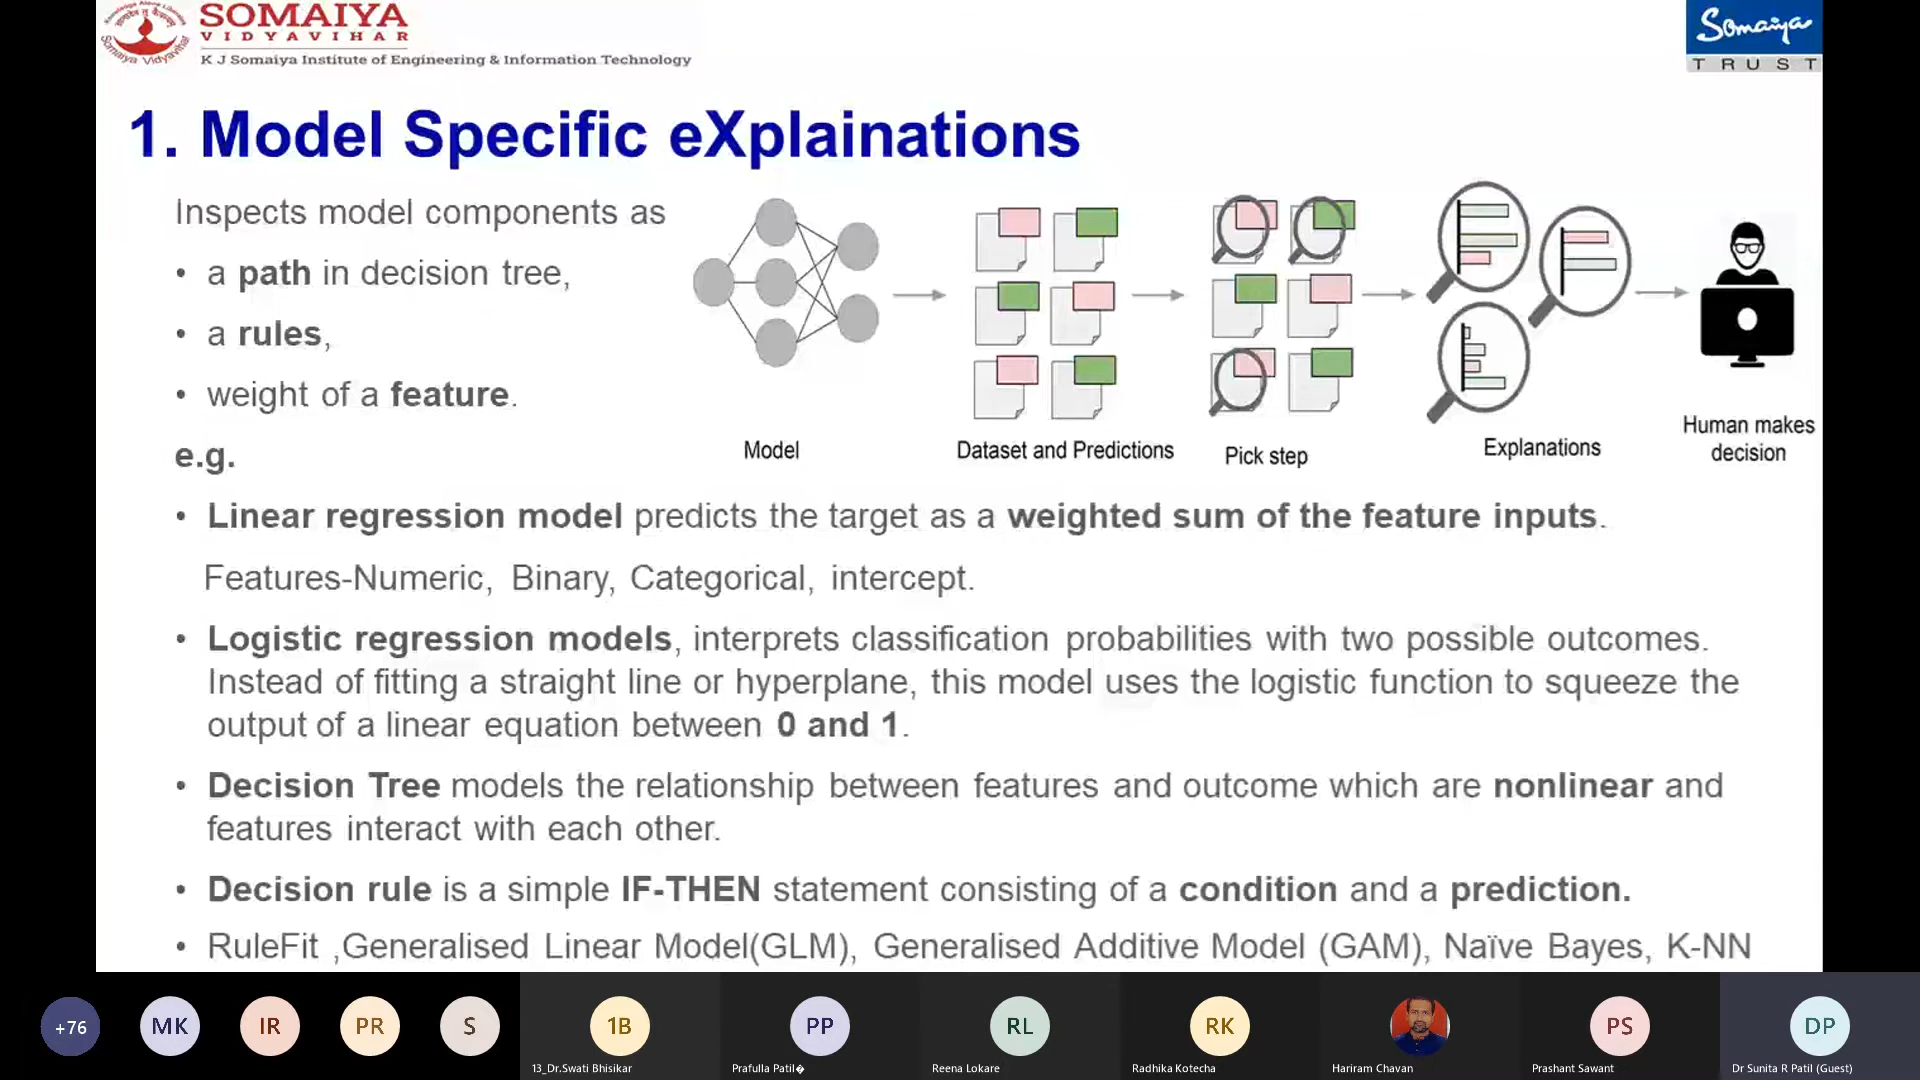 SOMAIYA
VIDYAVIHAR
K J Somaiya Institute of Engineering & Information Technology
Somaiya
TRUST
1. Model Specific eXplainations
Inspects model components as
• a path in decision tree,
• a rules,
• weight of a feature.
e.g.
Model
Dataset and Predictions
Pick step
Explanations
Human makes
decision
• Linear regression model predicts the target as a weighted sum of the feature inputs.
Features-Numeric, Binary, Categorical, intercept.
• Logistic regression models, interprets classification probabilities with two possible outcomes.
Instead of fitting a straight line or hyperplane, this model uses the logistic function to squeeze the
output of a linear equation between 0 and 1.
• Decision Tree models the relationship between features and outcome which are nonlinear and
features interact with each other.
• Decision rule is a simple IF-THEN statement consisting of a condition and a prediction.
• RuleFit ,Generalised Linear Model(GLM), Generalised Additive Model (GAM), Naïve Bayes, K-NN
+76
MK
IR
PR
S
1B
PP
RL
RK
PS
DP
13_Dr.Swati Bhisikar
Prafulla Patil�
Reena Lokare
Radhika Kotecha
Hariram Chavan
Prashant Sawant
Dr Sunita R Patil (Guest)